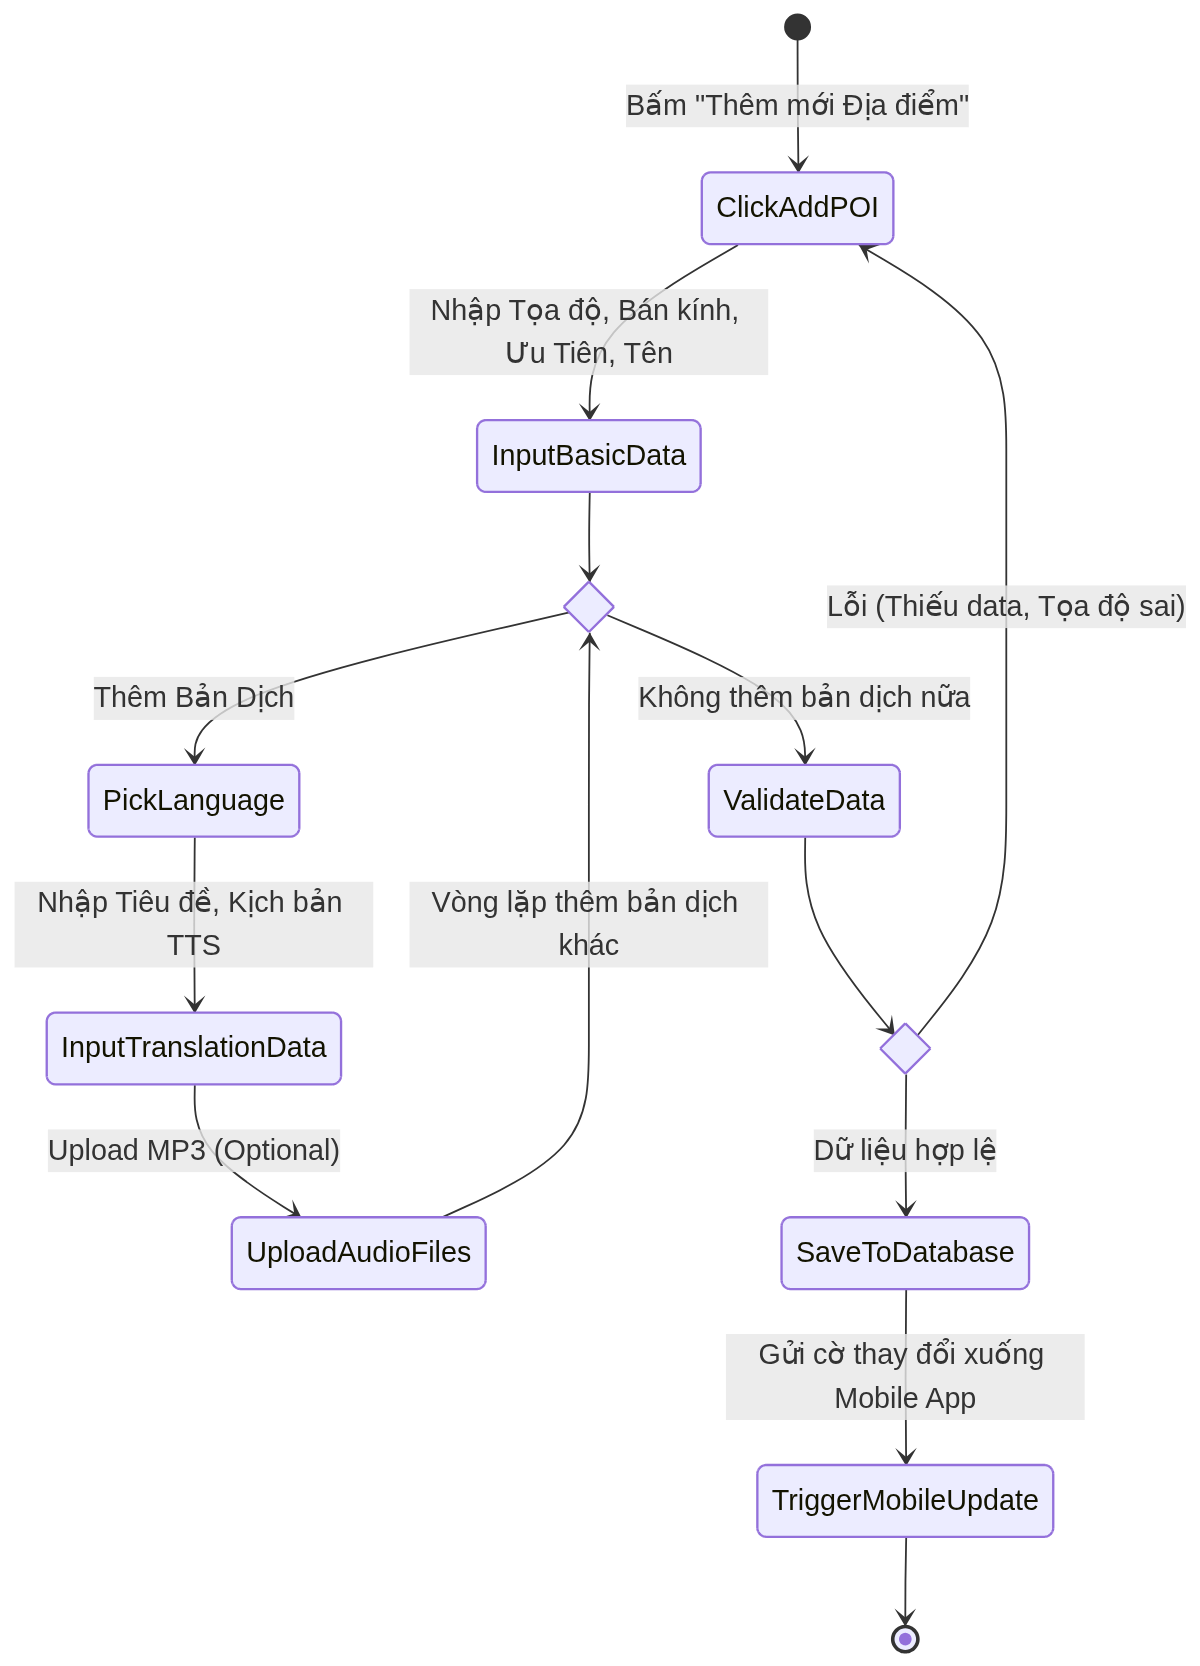 Bấm "Thêm mới Địa điểm"
ClickAddPOI
Nhập Tọa độ, Bán kính,
Ưu Tiên, Tên
InputBasicData
Lỗi (Thiếu data, Tọa độ sai)
Thêm Bản Dịch
Không thêm bản dịch nữa
PickLanguage
ValidateData
Nhập Tiêu đề, Kịch bản
TTS
Vòng lặp thêm bản dịch
khác
InputTranslationData
Upload MP3 (Optional)
Dữ liệu hợp lệ
UploadAudioFiles
SaveToDatabase
Gửi cờ thay đổi xuống
Mobile App
TriggerMobileUpdate